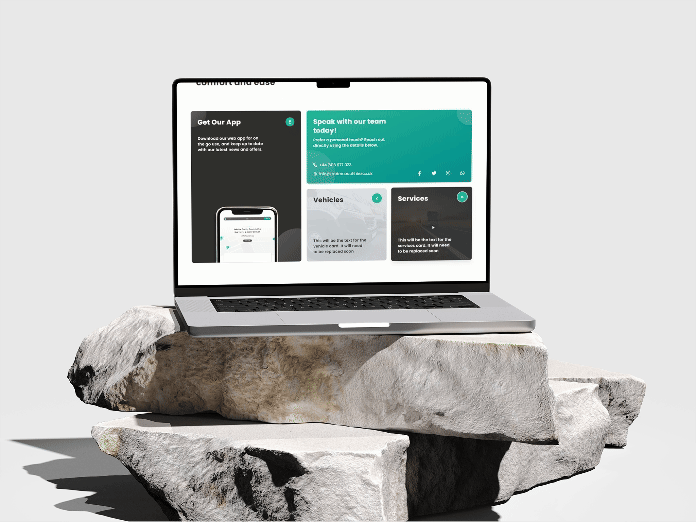 comfort and ease
Get Our App
Download our web app for on
the go use, and keep up to date
with our latest news and offers.
Speak with our team
today!
Prefer a personal touch? Reach out
directly using the details below.
Vehicles
This will be the text for the
vehicle card. It will need
to be replaced soon
Services
This will be the text for the
services card. It will need
to be replaced soon.